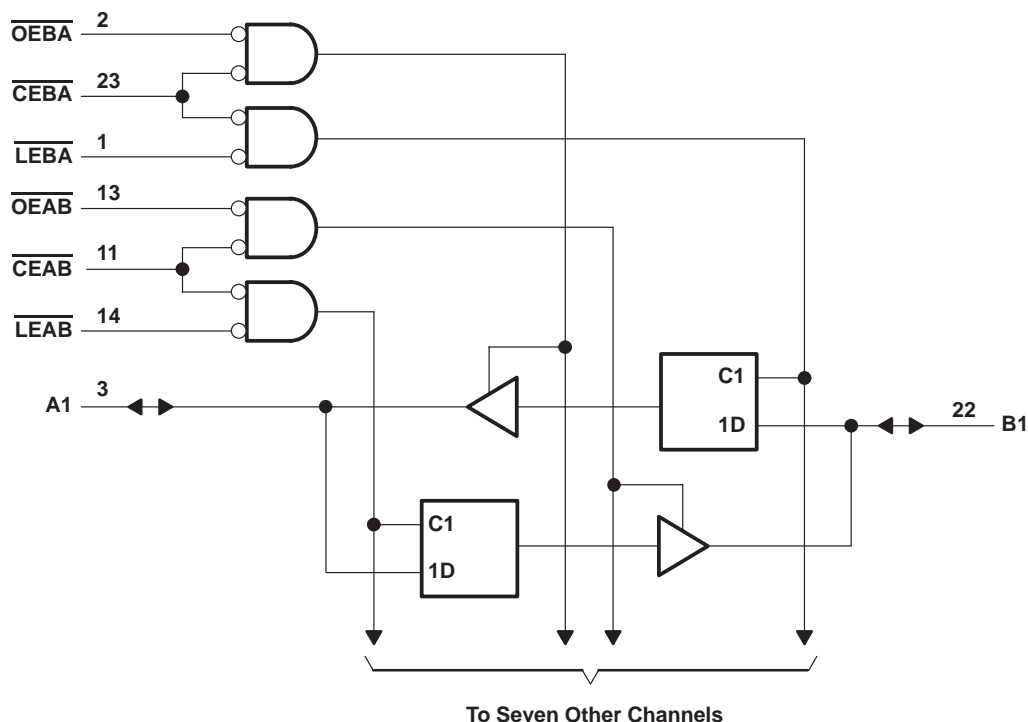 OEBA 2
CEBA 23
LEBA 1
OEAB 13
CEAB 11
LEAB 14
A1 3
C1
1D
22 B1
C1
1D
To Seven Other Channels